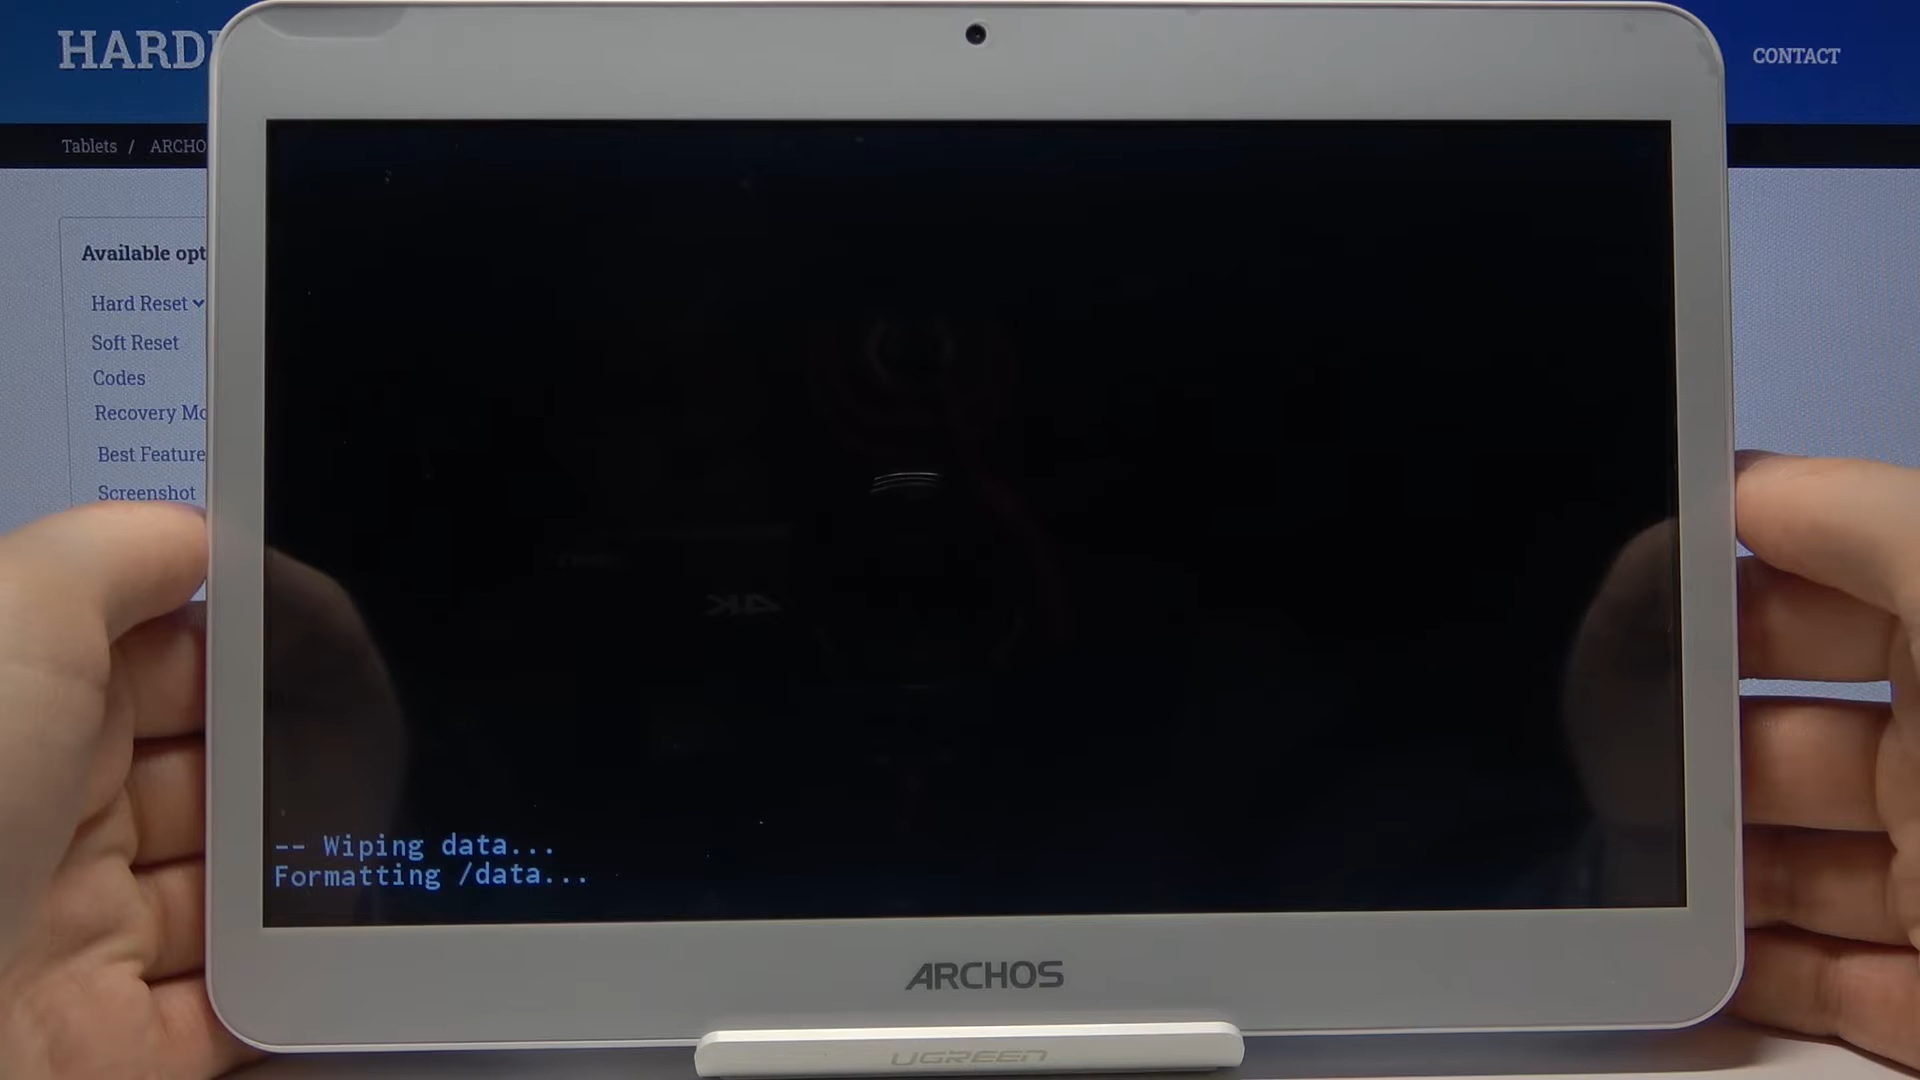 HARD
CONTACT
Tablets / ARCHO
Available opt
Hard Reset
Soft Reset
Codes
Recovery Mo
Best Feature
Screenshot
4K
-- Wiping data...
Formatting /data...
ARCHOS
UGREEN